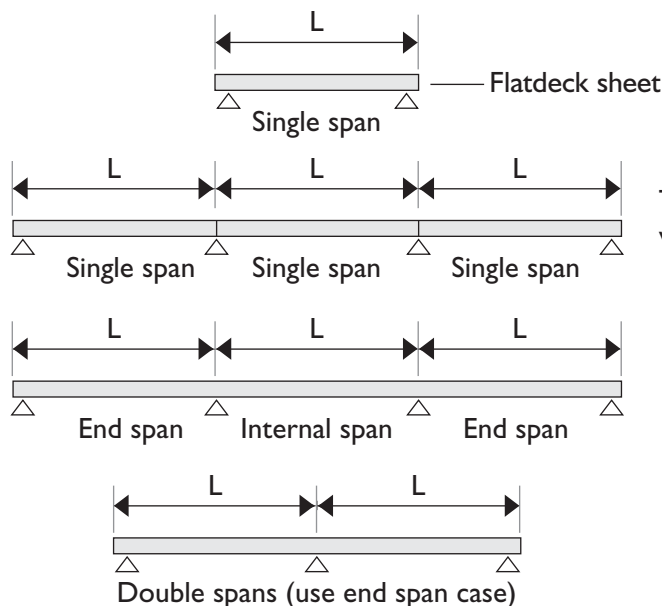 L
Flatdeck sheet
Single span
L L L
Single span Single span Single span
L L L
End span Internal span End span
L L
Double spans (use end span case)